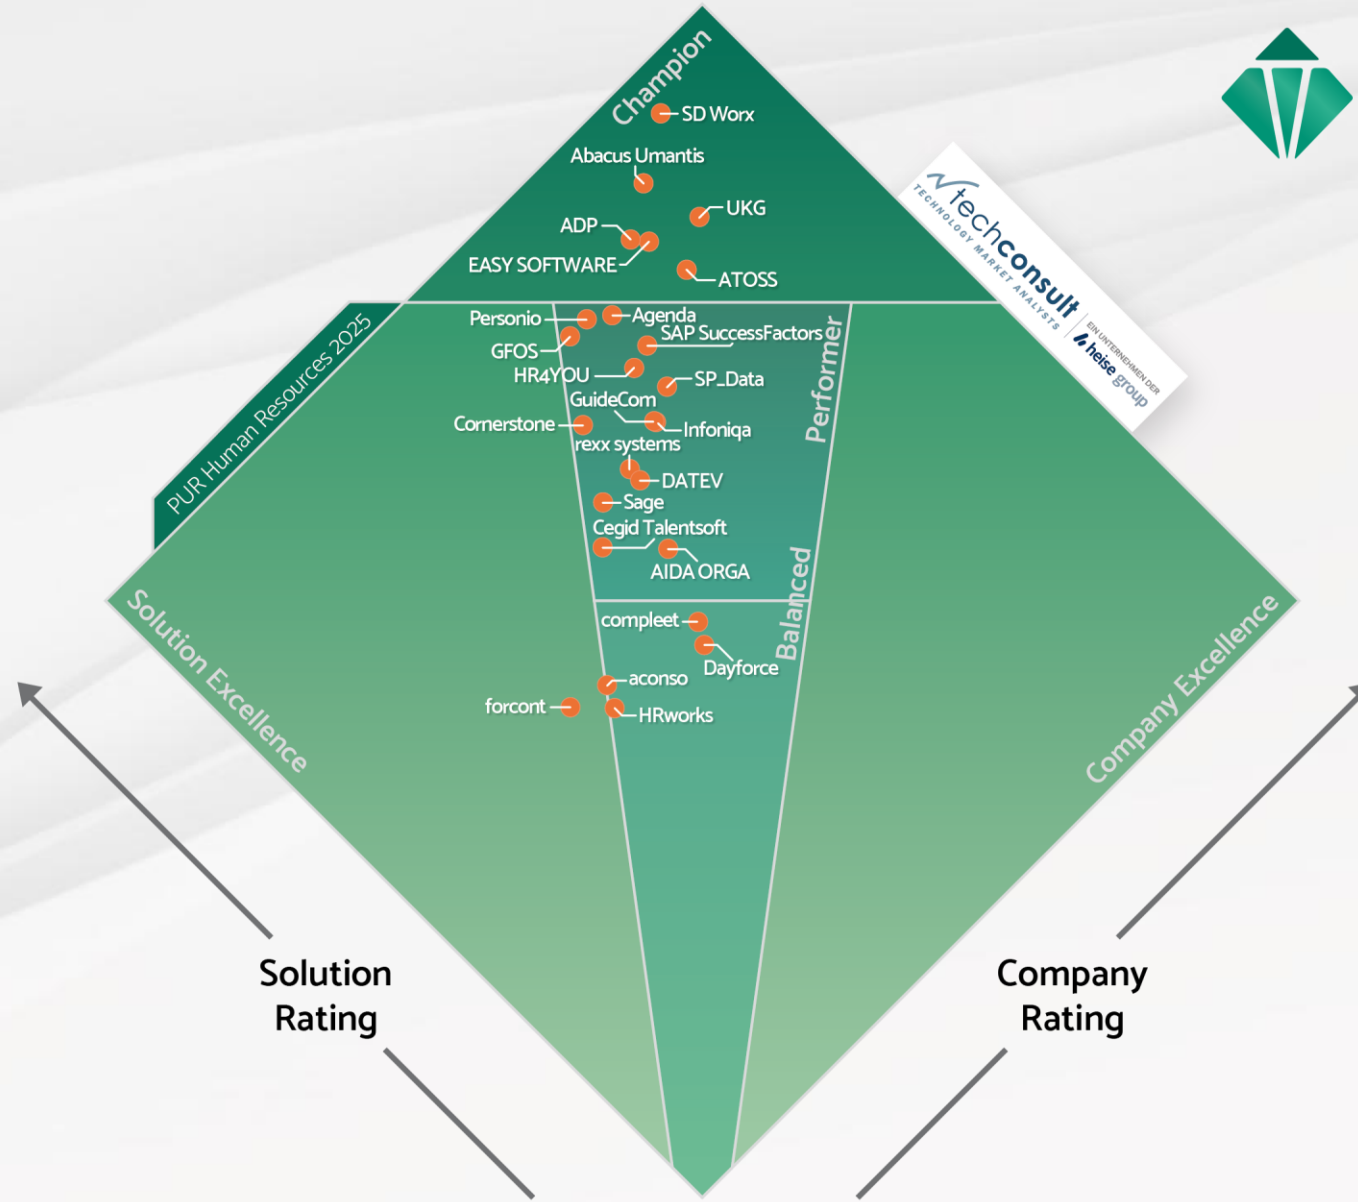 Champion
SD Worx
Abacus Umantis
UKG
ADP
EASY SOFTWARE
ATOSS
techconsult
TECHNOLOGY MARKET ANALYSTS
EIN UNTERNEHMEN DER
heise group
PUR Human Resources 2025
Personio
Agenda
GFOS
SAP SuccessFactors
HR4YOU
SP_Data
GuideCom
Cornerstone
Infoniqa
rexx systems
DATEV
Sage
Cegid Talentsoft
AIDA ORGA
Performer
compleet
Dayforce
aconso
forcont
HRworks
Balanced
Solution Excellence
Company Excellence
Solution
Rating
Company
Rating